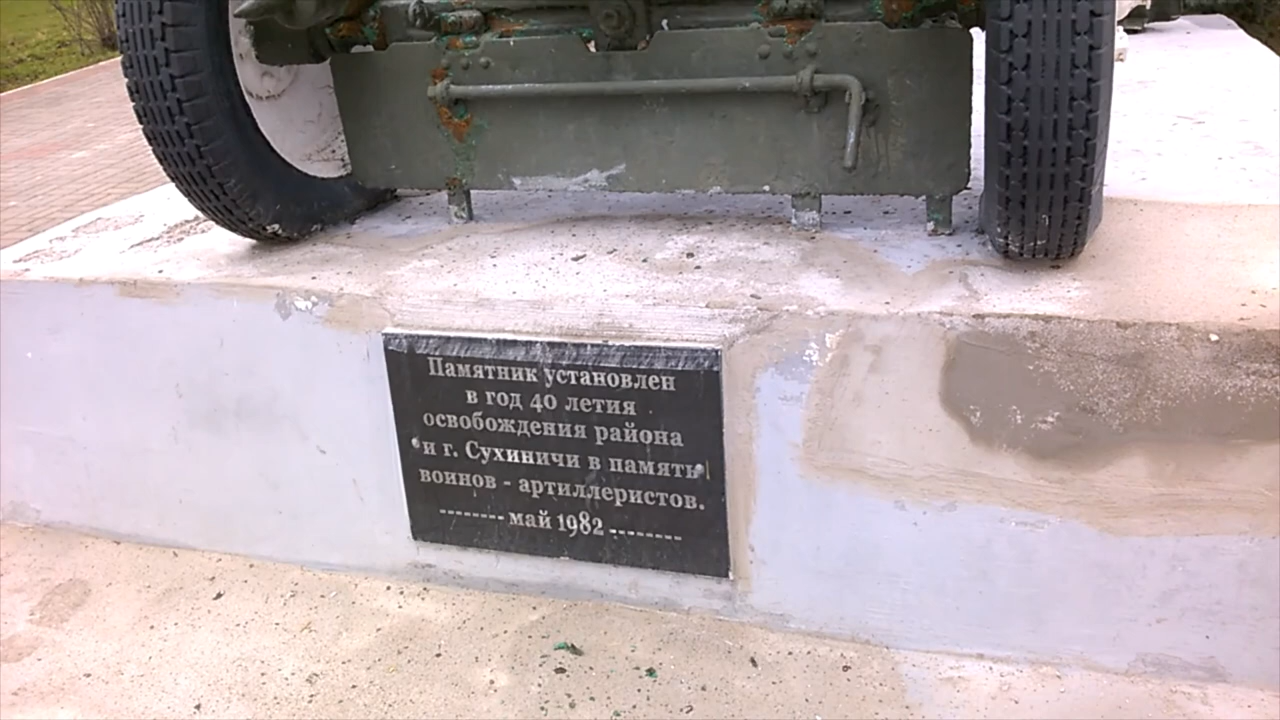 Памятник установлен
в год 40 летия
освобождения района
и г. Сухиничи в память
воинов - артиллеристов.
-------- май 1982 --------